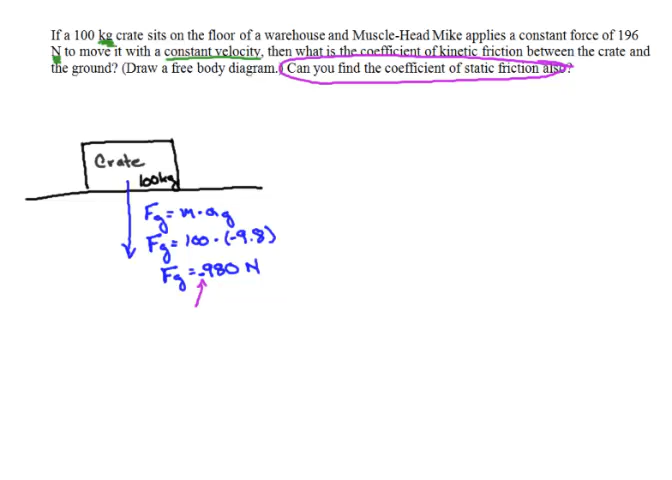 If a 100 kg crate sits on the floor of a warehouse and Muscle-Head Mike applies a constant force of 196
N to move it with a constant velocity, then what is the coefficient of kinetic friction between the crate and
the ground? (Draw a free body diagram. Can you find the coefficient of static friction also?
Crate
100kg
Fg = m · ag
Fg = 100 · (-9.8)
Fg = -980 N